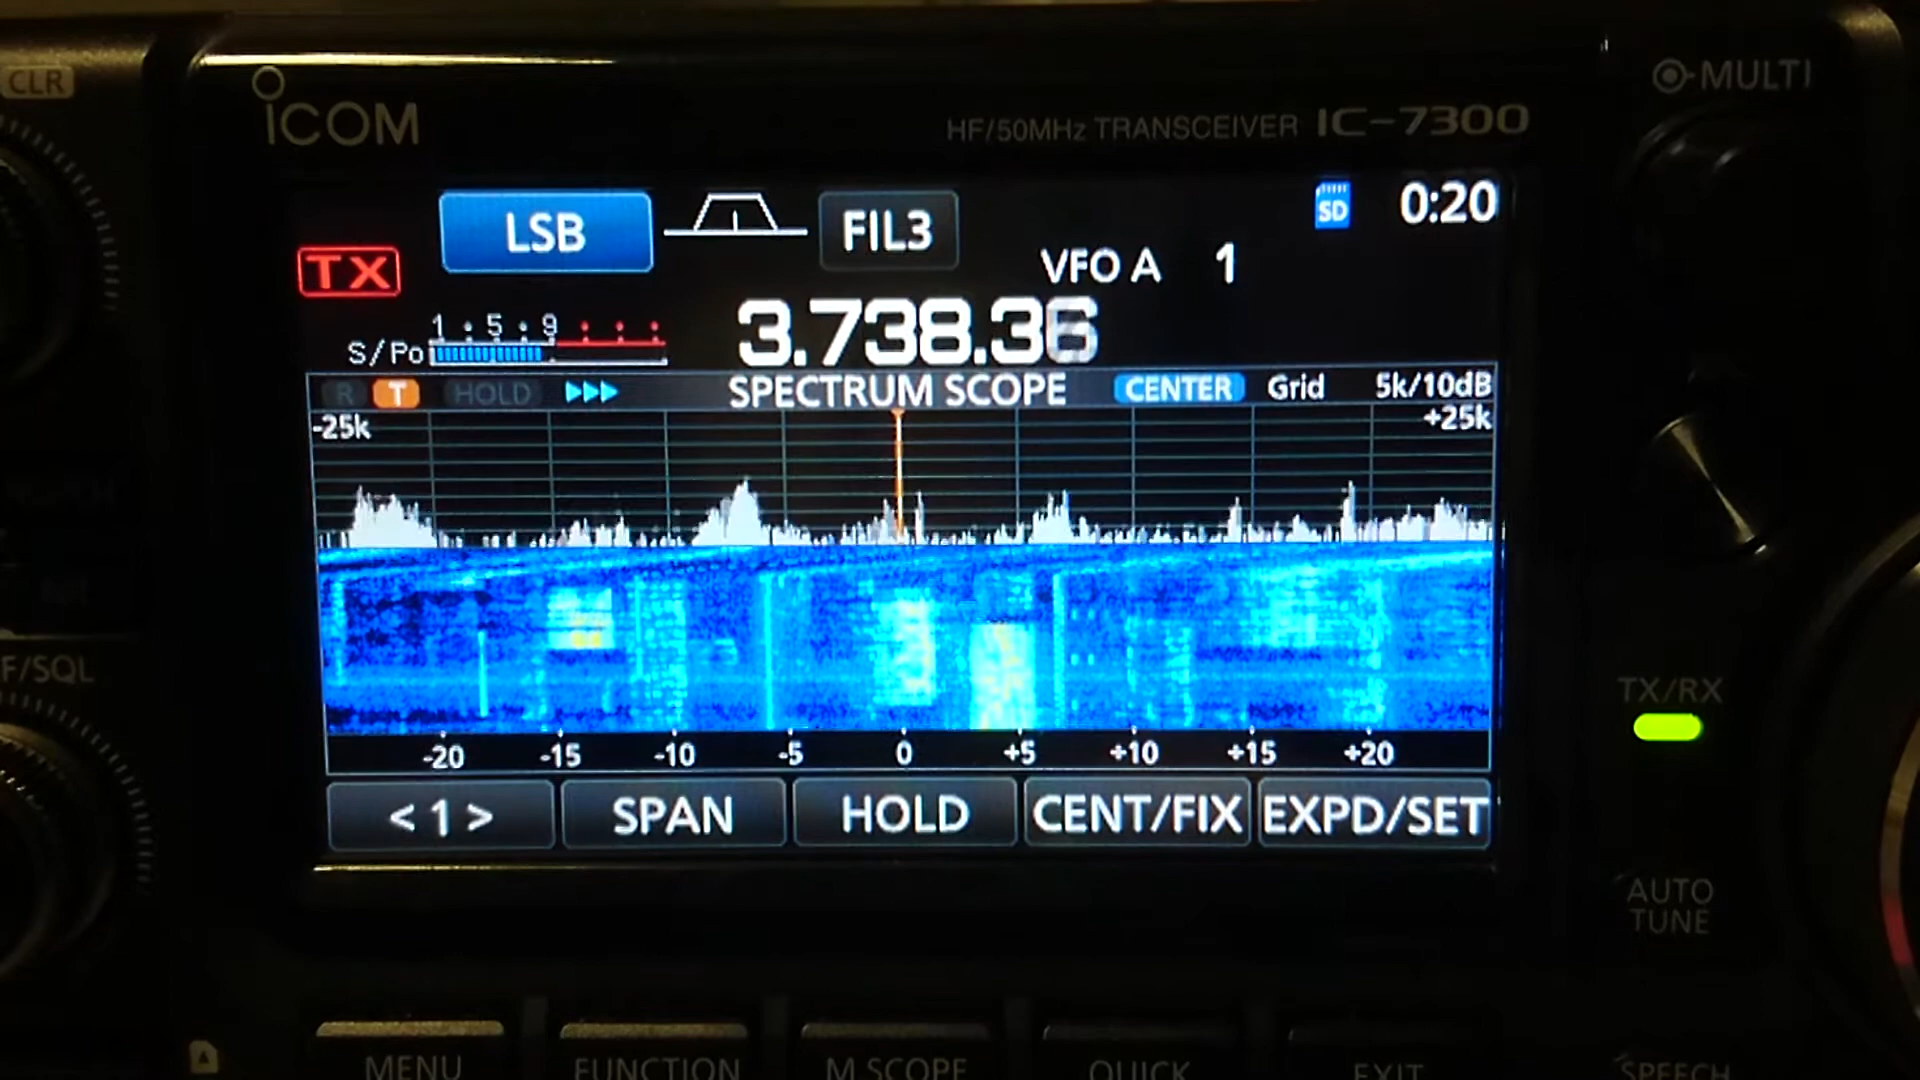 CLR
ICOM
HF/50MHz TRANSCEIVER IC-7300
MULTI
LSB
FIL3
SD
0:20
TX
VFO A 1
1 5 9
S/Po
3.738.3
R T HOLD SPECTRUM SCOPE CENTER Grid 5k/10dB
-25k
+25k
-20 -15 -10 -5 0 +5 +10 +15 +20
< 1 > SPAN HOLD CENT/FIX EXPD/SET
F/SQL
TX/RX
AUTO
TUNE
MENU FUNCTION M.SCOPE QUICK EXIT SPEECH